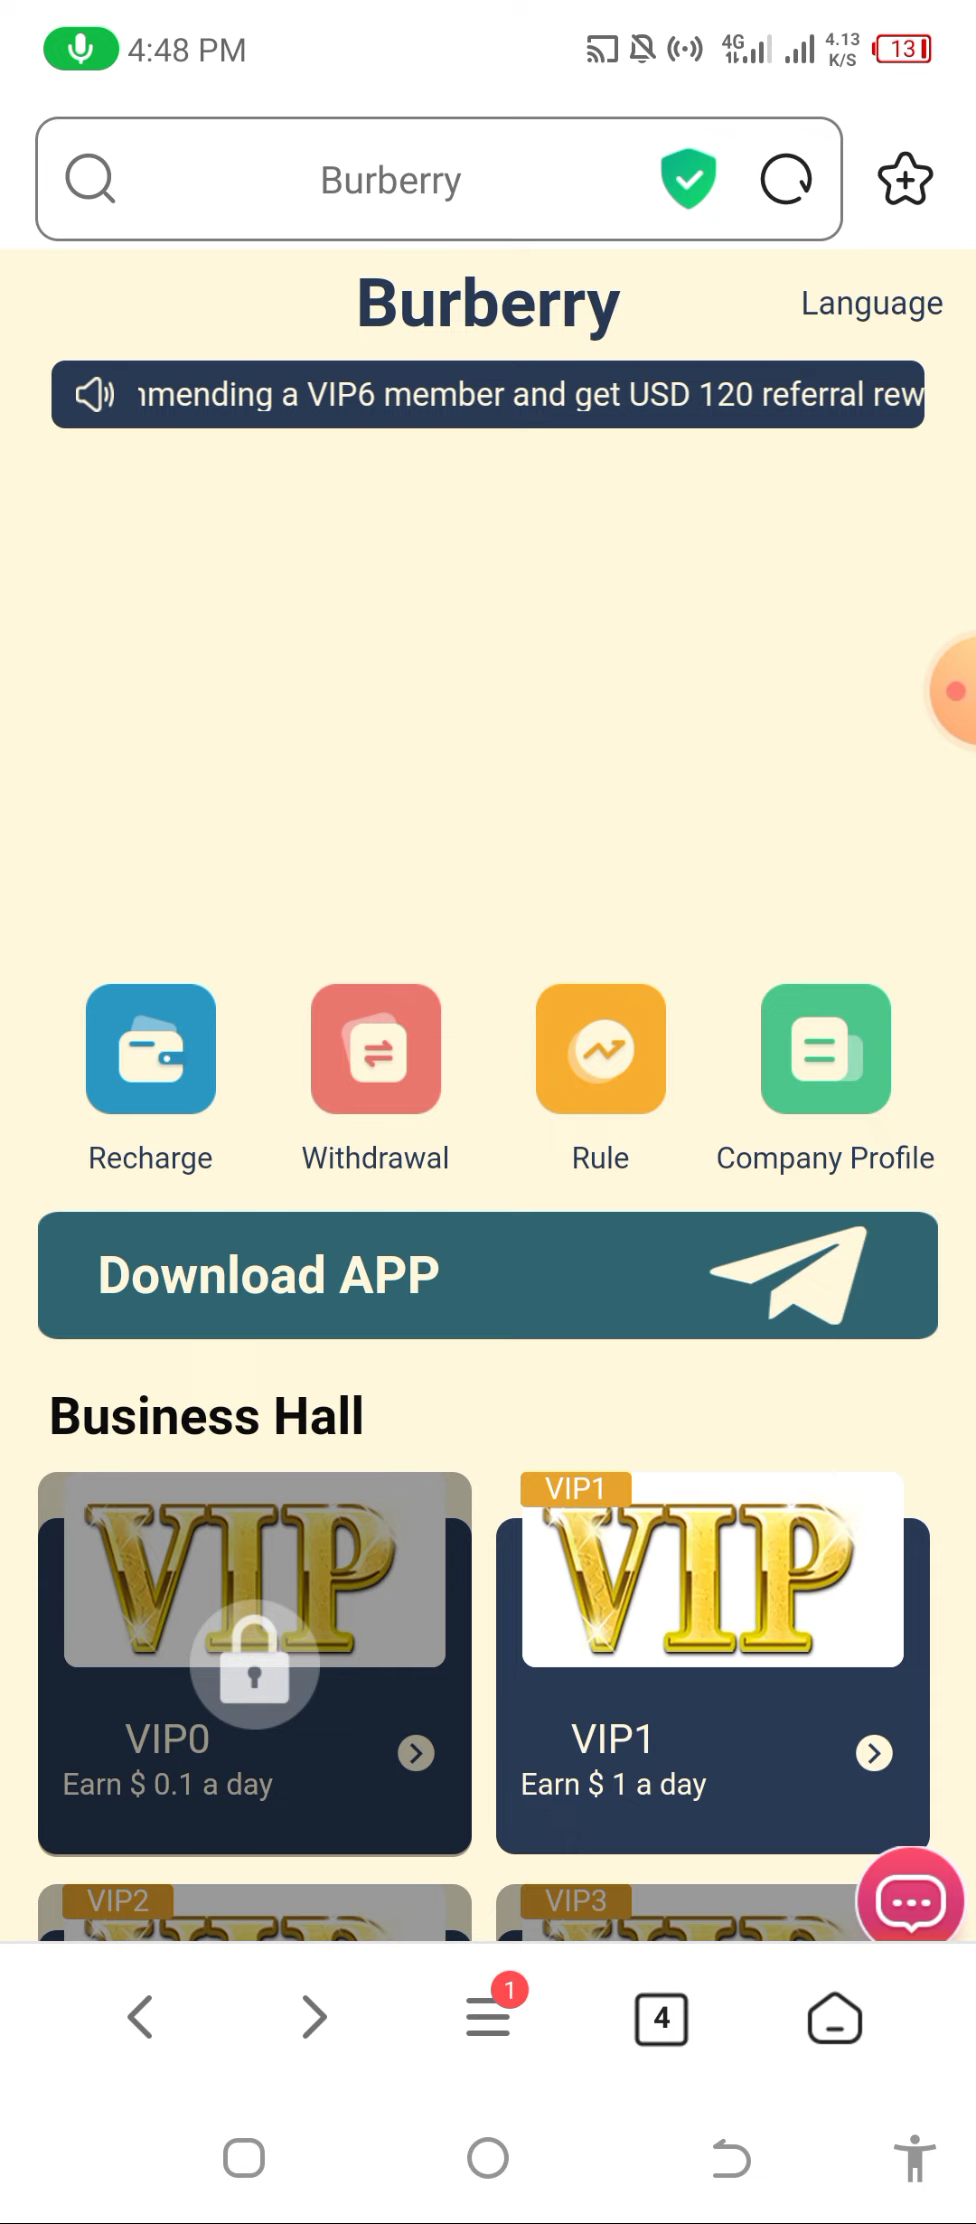 4:48 PM
4G
4.13
K/S
13
Burberry
Burberry
Language
mending a VIP6 member and get USD 120 referral rew
Recharge
Withdrawal
Rule
Company Profile
Download APP
Business Hall
VIP
VIP0
Earn $ 0.1 a day
VIP1
VIP
VIP1
Earn $ 1 a day
VIP2
VIP3
1
4